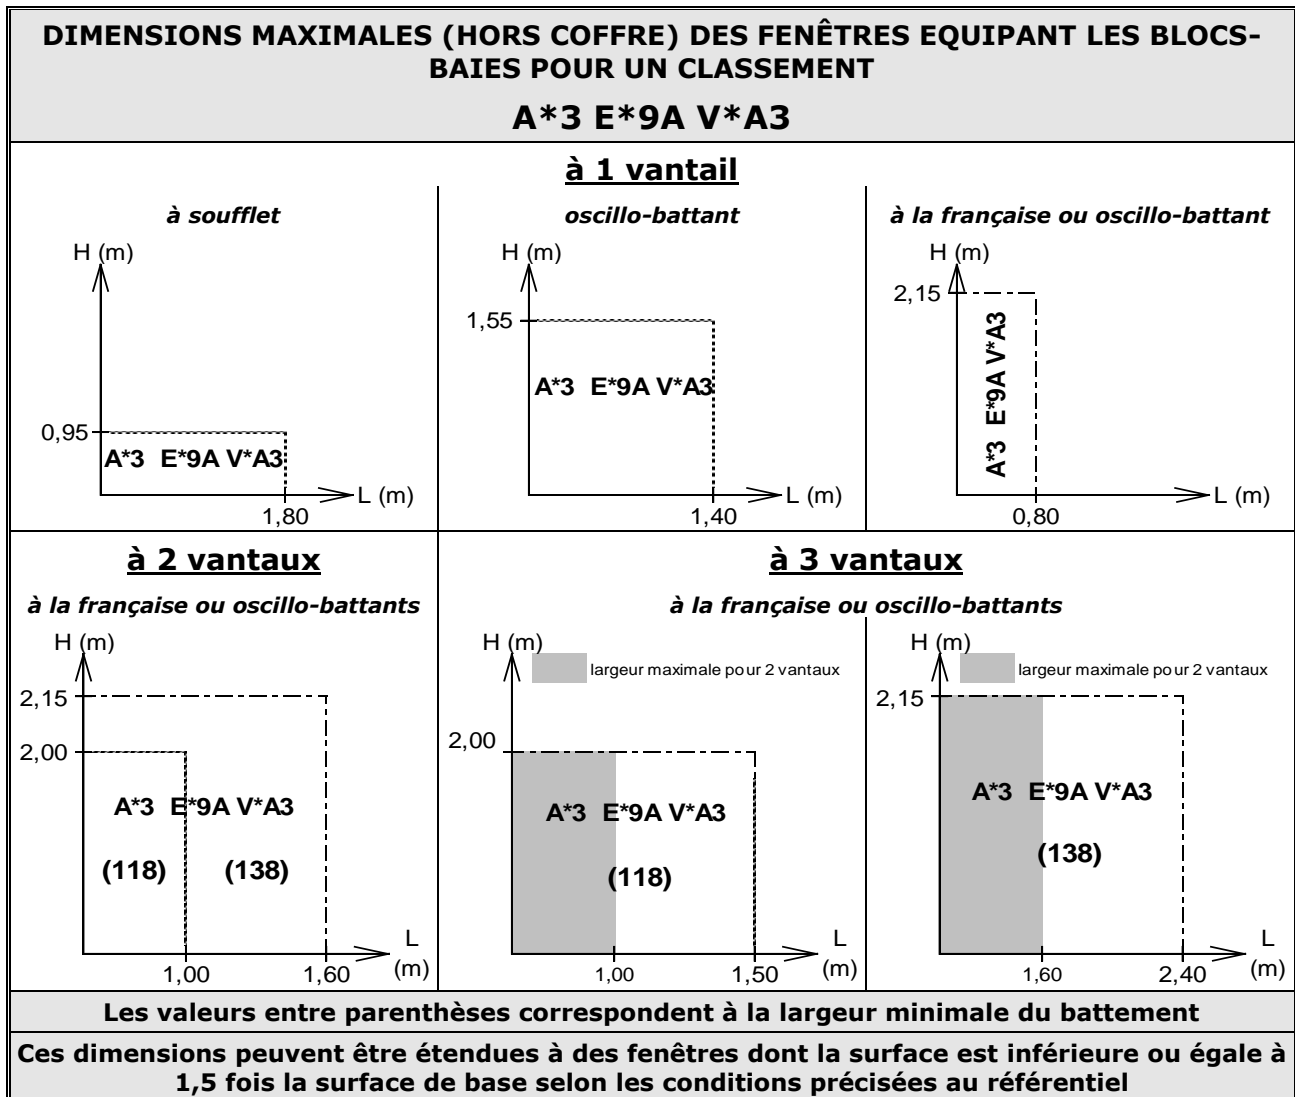 DIMENSIONS MAXIMALES (HORS COFFRE) DES FENÊTRES EQUIPANT LES BLOCS-
BAIES POUR UN CLASSEMENT
A*3 E*9A V*A3
à 1 vantail
à soufflet
H (m)
0,95
A*3 E*9A V*A3
L (m)
1,80
oscillo-battant
H (m)
1,55
A*3 E*9A V*A3
L (m)
1,40
à la française ou oscillo-battant
H (m)
2,15
A*3 E*9A V*A3
L (m)
0,80
à 2 vantaux
à la française ou oscillo-battants
H (m)
2,15
2,00
A*3 E*9A V*A3
(118) (138)
L
(m)
1,00 1,60
à 3 vantaux
à la française ou oscillo-battants
H (m)
largeur maximale pour 2 vantaux
2,00
A*3 E*9A V*A3
(118)
L
(m)
1,00 1,50
H (m)
largeur maximale pour 2 vantaux
2,15
A*3 E*9A V*A3
(138)
L
(m)
1,60 2,40
Les valeurs entre parenthèses correspondent à la largeur minimale du battement
Ces dimensions peuvent être étendues à des fenêtres dont la surface est inférieure ou égale à
1,5 fois la surface de base selon les conditions précisées au référentiel